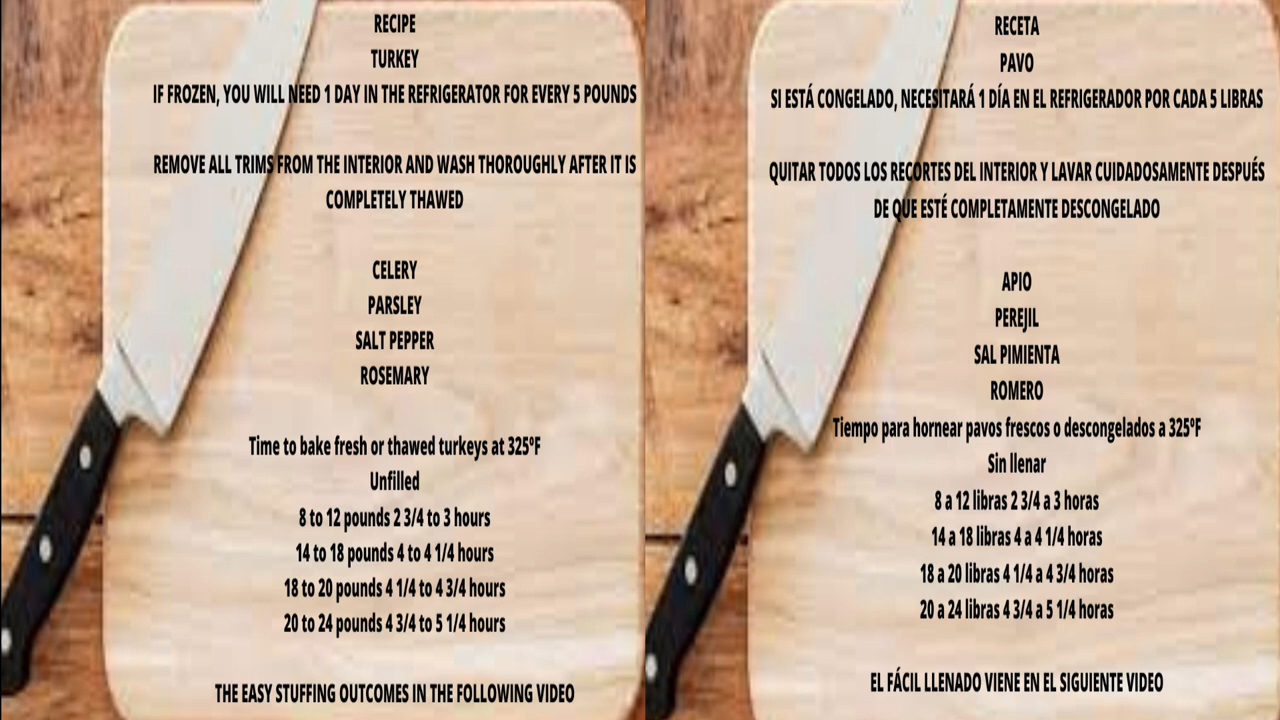 RECIPE
TURKEY
IF FROZEN, YOU WILL NEED 1 DAY IN THE REFRIGERATOR FOR EVERY 5 POUNDS
REMOVE ALL TRIMS FROM THE INTERIOR AND WASH THOROUGHLY AFTER IT IS
COMPLETELY THAWED
CELERY
PARSLEY
SALT PEPPER
ROSEMARY
Time to bake fresh or thawed turkeys at 325ºF
Unfilled
8 to 12 pounds 2 3/4 to 3 hours
14 to 18 pounds 4 to 4 1/4 hours
18 to 20 pounds 4 1/4 to 4 3/4 hours
20 to 24 pounds 4 3/4 to 5 1/4 hours
THE EASY STUFFING OUTCOMES IN THE FOLLOWING VIDEO
RECETA
PAVO
SI ESTÁ CONGELADO, NECESITARÁ 1 DÍA EN EL REFRIGERADOR POR CADA 5 LIBRAS
QUITAR TODOS LOS RECORTES DEL INTERIOR Y LAVAR CUIDADOSAMENTE DESPUÉS
DE QUE ESTÉ COMPLETAMENTE DESCONGELADO
APIO
PEREJIL
SAL PIMIENTA
ROMERO
Tiempo para hornear pavos frescos o descongelados a 325ºF
Sin llenar
8 a 12 libras 2 3/4 a 3 horas
14 a 18 libras 4 a 4 1/4 horas
18 a 20 libras 4 1/4 a 4 3/4 horas
20 a 24 libras 4 3/4 a 5 1/4 horas
EL FÁCIL LLENADO VIENE EN EL SIGUIENTE VIDEO